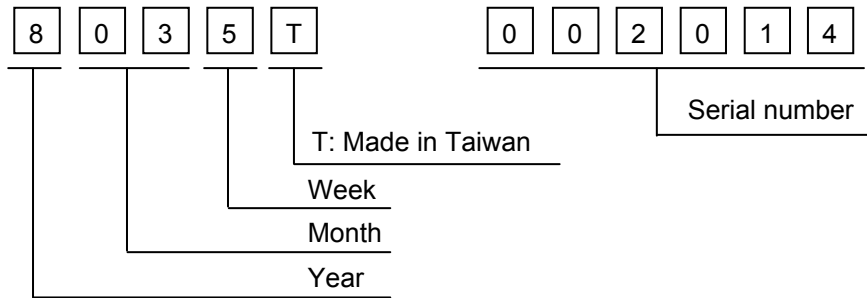 8 0 3 5 T 0 0 2 0 1 4
Serial number
T: Made in Taiwan
Week
Month
Year